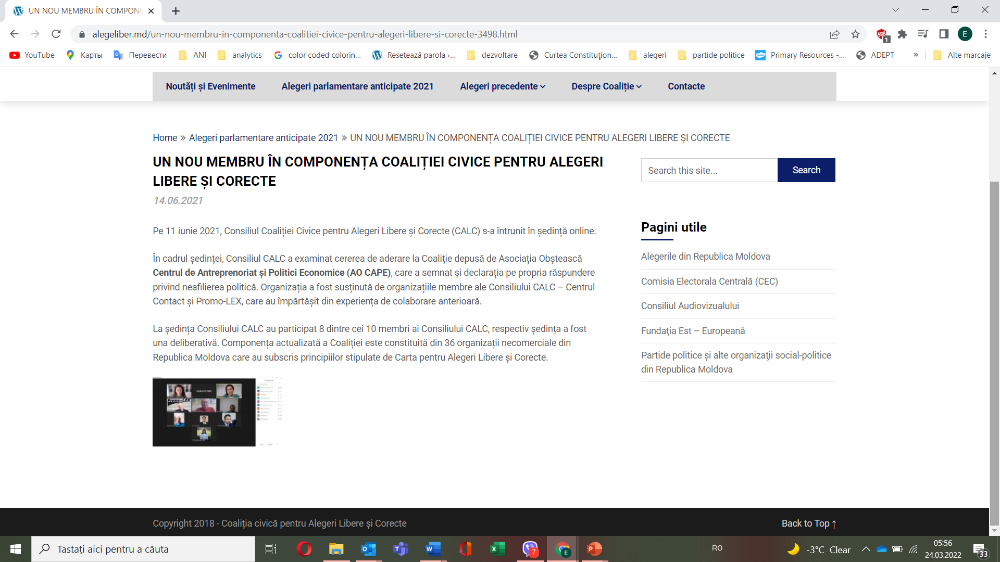 UN NOU MEMBRU ÎN COMPONE
alegeliber.md/un-nou-membru-in-componenta-coalitiei-civice-pentru-alegeri-libere-si-corecte-3498.html
1
E
YouTube
Карты
Перевести
ANI
analytics
color coded colorin...
Resetează parola ‹...
dezvoltare
Curtea Constituţion...
alegeri
partide politice
Primary Resources -...
ADEPT
»
Alte marcaje
Noutăți și Evenimente
Alegeri parlamentare anticipate 2021
Alegeri precedente
Despre Coaliție
Contacte
Home » Alegeri parlamentare anticipate 2021 » UN NOU MEMBRU ÎN COMPONENȚA COALIȚIEI CIVICE PENTRU ALEGERI LIBERE ȘI CORECTE
UN NOU MEMBRU ÎN COMPONENȚA COALIȚIEI CIVICE PENTRU ALEGERI
LIBERE ȘI CORECTE
14.06.2021
Pe 11 iunie 2021, Consiliul Coaliției Civice pentru Alegeri Libere și Corecte (CALC) s-a întrunit în ședință online.
În cadrul ședinței, Consiliul CALC a examinat cererea de aderare la Coaliție depusă de Asociația Obștească
Centrul de Antreprenoriat și Politici Economice (AO CAPE), care a semnat și declarația pe propria răspundere
privind neafilierea politică. Organizația a fost susținută de organizațiile membre ale Consiliului CALC – Centrul
Contact și Promo-LEX, care au împărtășit din experiența de colaborare anterioară.
La ședința Consiliului CALC au participat 8 dintre cei 10 membri ai Consiliului CALC, respectiv ședința a fost
una deliberativă. Componența actualizată a Coaliției este constituită din 36 organizații necomerciale din
Republica Moldova care au subscris principiilor stipulate de Carta pentru Alegeri Libere și Corecte.
Promo-LEX
Search this site...
Search
Pagini utile
Alegerile din Republica Moldova
Comisia Electorala Centrală (CEC)
Consiliul Audiovizualului
Fundaţia Est – Europeană
Partide politice și alte organizaţii social-politice
din Republica Moldova
Copyright 2018 - Coaliția civică pentru Alegeri Libere și Corecte
Back to Top ↑
Tastați aici pentru a căuta
7
E
RO
-3°C Clear
05:56
24.03.2022
33